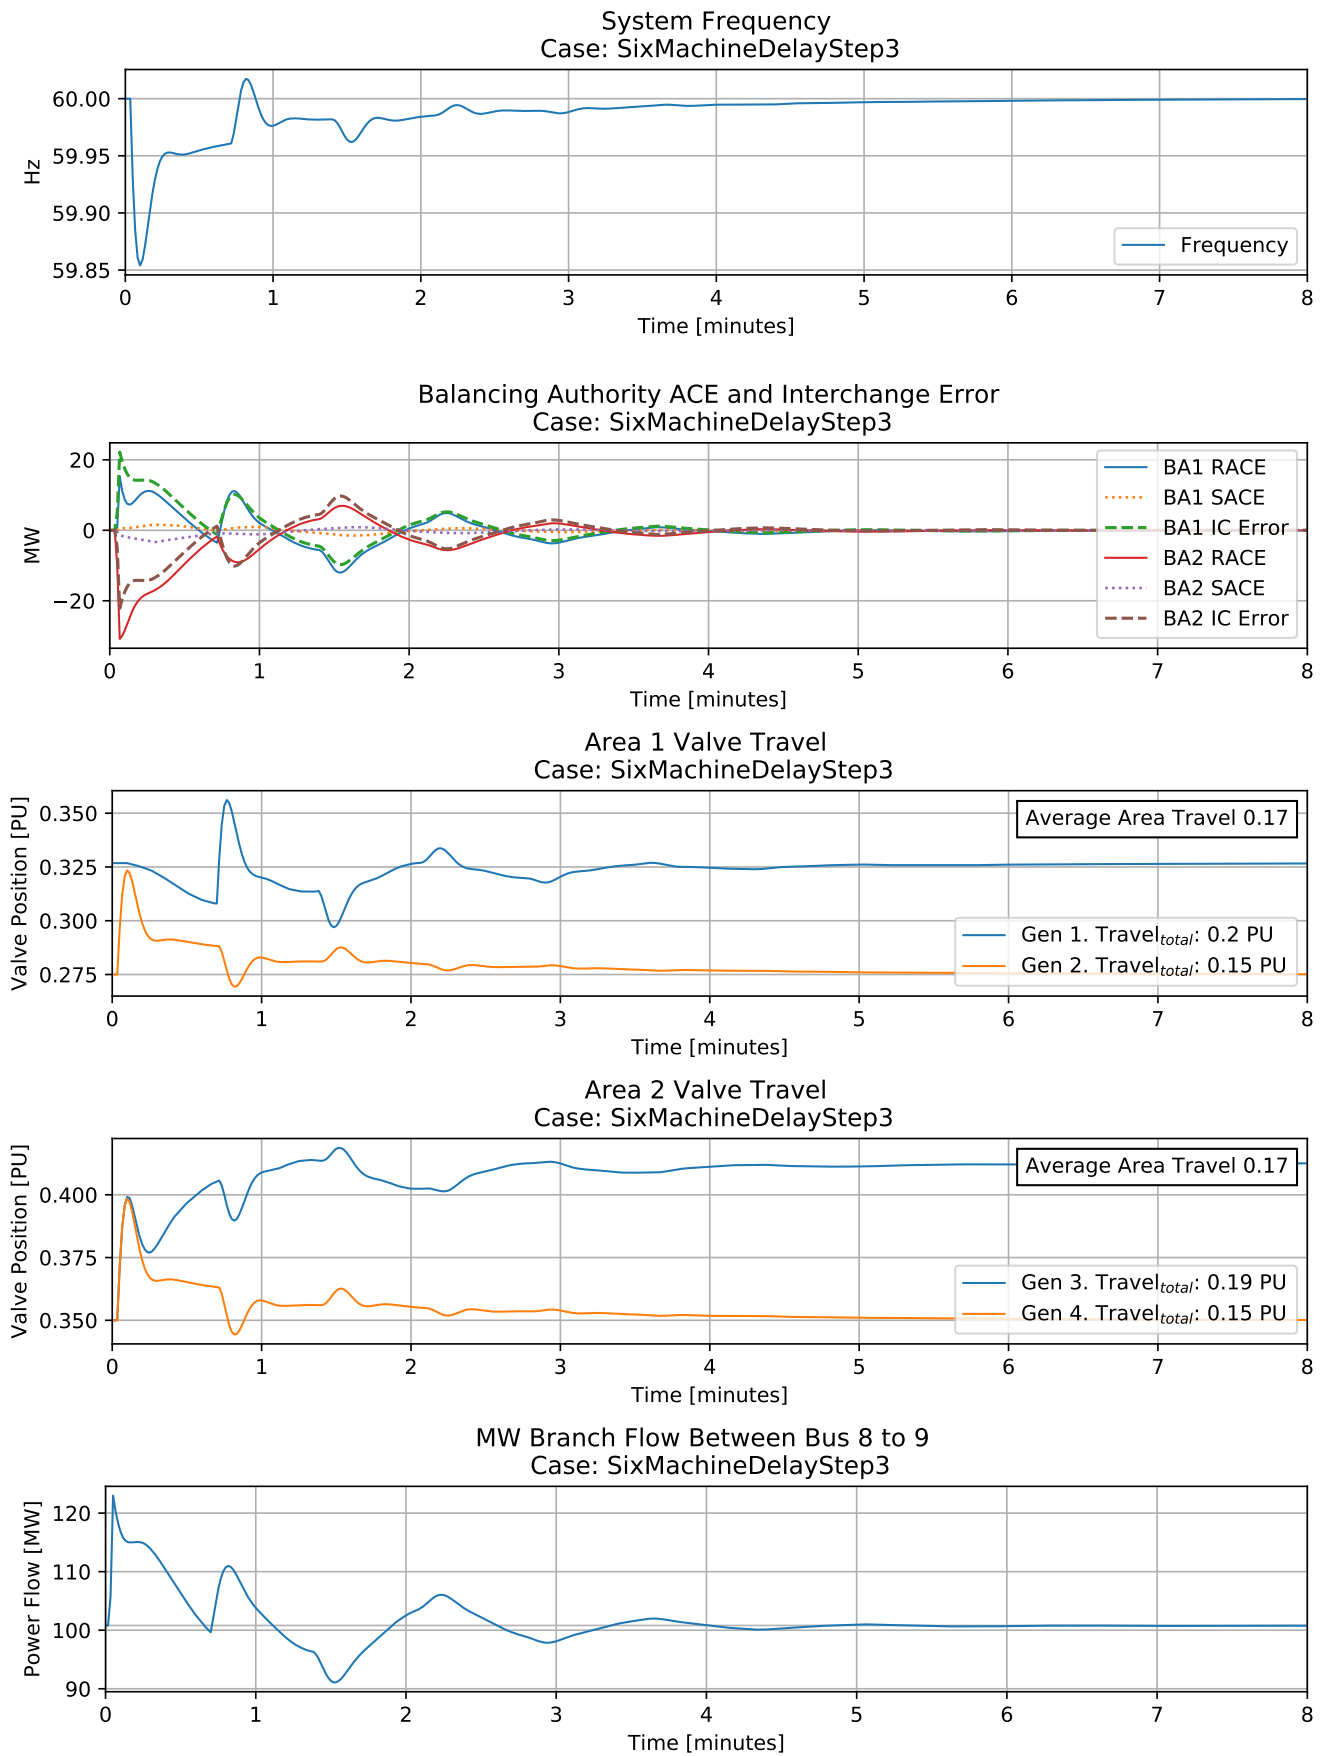 System Frequency
Case: SixMachineDelayStep3
60.00
59.95
59.90
59.85
Hz
Frequency
0 1 2 3 4 5 6 7 8
Time [minutes]
Balancing Authority ACE and Interchange Error
Case: SixMachineDelayStep3
20
0
−20
MW
BA1 RACE
BA1 SACE
BA1 IC Error
BA2 RACE
BA2 SACE
BA2 IC Error
0 1 2 3 4 5 6 7 8
Time [minutes]
Area 1 Valve Travel
Case: SixMachineDelayStep3
0.350
0.325
0.300
0.275
Valve Position [PU]
Average Area Travel 0.17
Gen 1. Travel_total: 0.2 PU
Gen 2. Travel_total: 0.15 PU
0 1 2 3 4 5 6 7 8
Time [minutes]
Area 2 Valve Travel
Case: SixMachineDelayStep3
0.400
0.375
0.350
Valve Position [PU]
Average Area Travel 0.17
Gen 3. Travel_total: 0.19 PU
Gen 4. Travel_total: 0.15 PU
0 1 2 3 4 5 6 7 8
Time [minutes]
MW Branch Flow Between Bus 8 to 9
Case: SixMachineDelayStep3
120
110
100
90
Power Flow [MW]
0 1 2 3 4 5 6 7 8
Time [minutes]